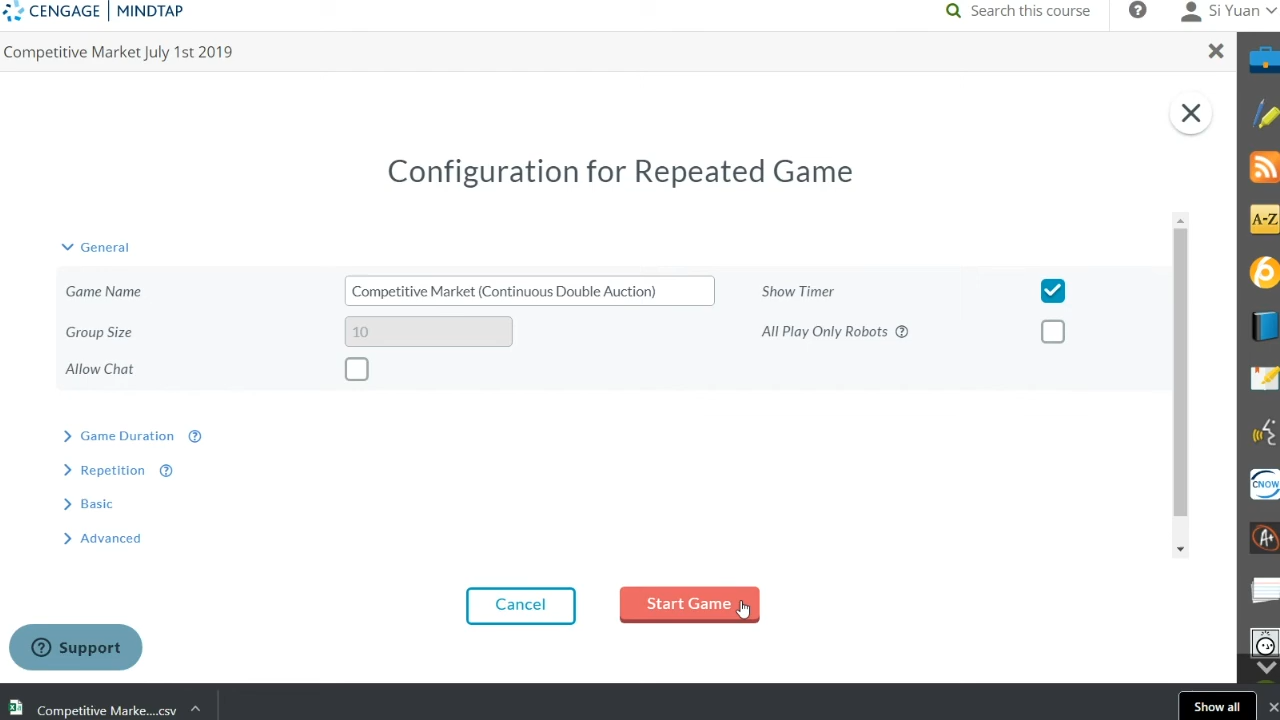 CENGAGE | MINDTAP
Search this course
Si Yuan
Competitive Market July 1st 2019
Configuration for Repeated Game
General
Game Name
Competitive Market (Continuous Double Auction)
Show Timer
Group Size
10
All Play Only Robots
Allow Chat
Game Duration
Repetition
Basic
Advanced
Cancel
Start Game
Support
A-Z
CNOW
A+
Competitive Marke....csv
Show all